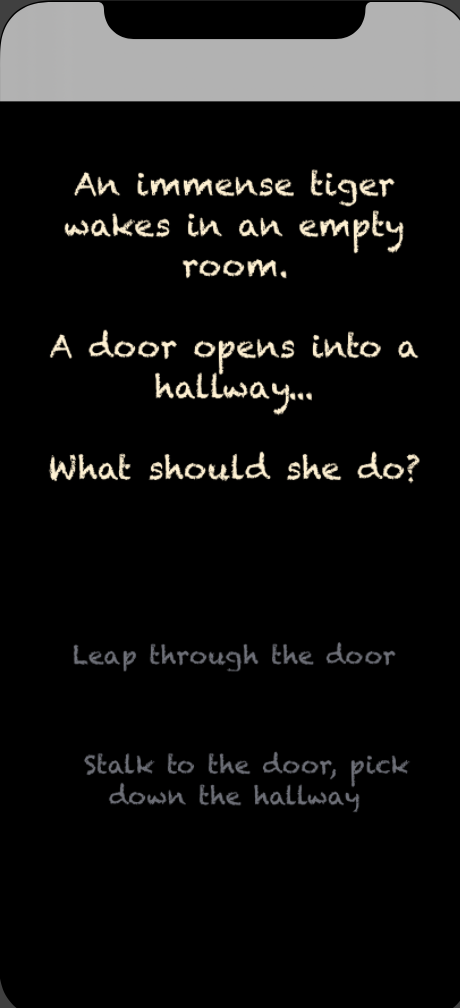 An immense tiger
wakes in an empty
room.
A door opens into a
hallway...
What should she do?
Leap through the door
Stalk to the door, pick
down the hallway